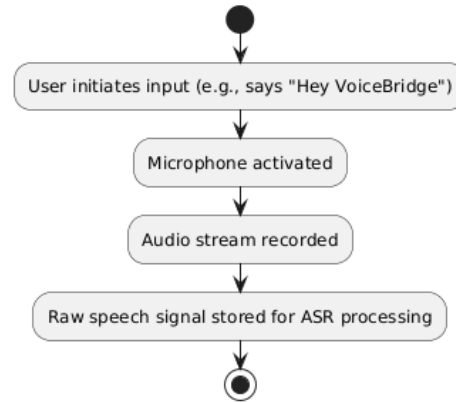 User initiates input (e.g., says "Hey VoiceBridge")
Microphone activated
Audio stream recorded
Raw speech signal stored for ASR processing